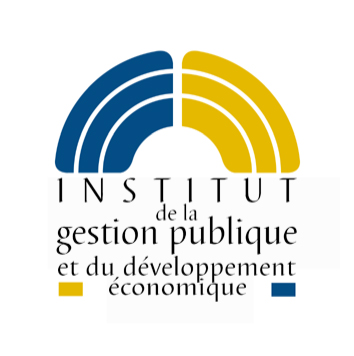 INSTITUT
de la
gestion publique
et du développement
économique